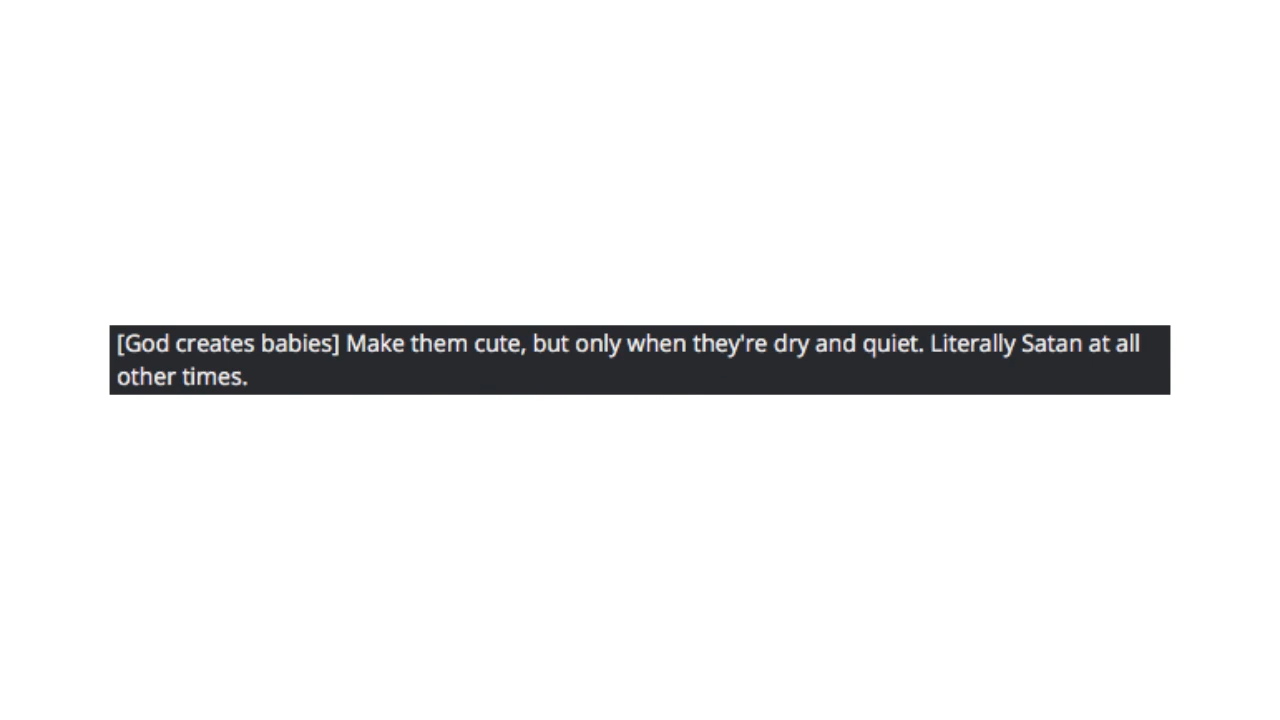 [God creates babies] Make them cute, but only when they're dry and quiet. Literally Satan at all
other times.